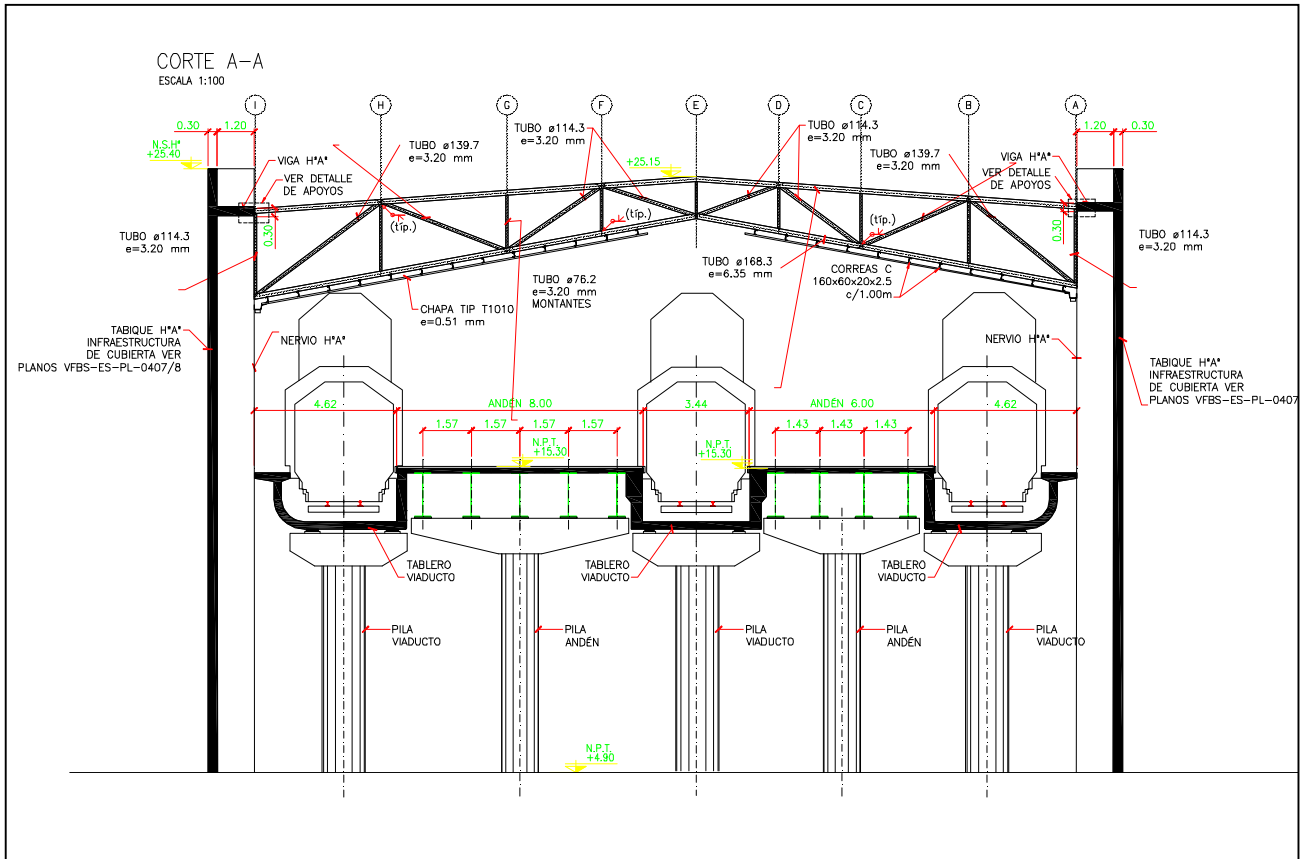 CORTE A-A
ESCALA 1:100
I
H
G
F
E
D
C
B
A
0.30
1.20
1.20
0.30
N.S.Hº
+25.40
VIGA HºAº
VER DETALLE
DE APOYOS
TUBO ø139.7
e=3.20 mm
TUBO ø114.3
e=3.20 mm
+25.15
TUBO ø114.3
e=3.20 mm
TUBO ø139.7
e=3.20 mm
VIGA HºAº
VER DETALLE
DE APOYOS
0.30
(típ.)
(típ.)
(típ.)
0.30
TUBO ø114.3
e=3.20 mm
TUBO ø114.3
e=3.20 mm
TUBO ø76.2
e=3.20 mm
MONTANTES
TUBO ø168.3
e=6.35 mm
CORREAS C
160x60x20x2.5
c/1.00m
CHAPA TIP T1010
e=0.51 mm
TABIQUE HºAº
INFRAESTRUCTURA
DE CUBIERTA VER
PLANOS VFBS-ES-PL-0407/8
NERVIO HºAº
NERVIO HºAº
TABIQUE HºAº
INFRAESTRUCTURA
DE CUBIERTA VER
PLANOS VFBS-ES-PL-0407
4.62
ANDÉN 8.00
3.44
ANDÉN 6.00
4.62
1.57
1.57
1.57
1.57
1.43
1.43
1.43
N.P.T.
+15.30
N.P.T.
+15.30
TABLERO
VIADUCTO
TABLERO
VIADUCTO
TABLERO
VIADUCTO
PILA
VIADUCTO
PILA
ANDÉN
PILA
VIADUCTO
PILA
ANDÉN
PILA
VIADUCTO
N.P.T.
+4.90